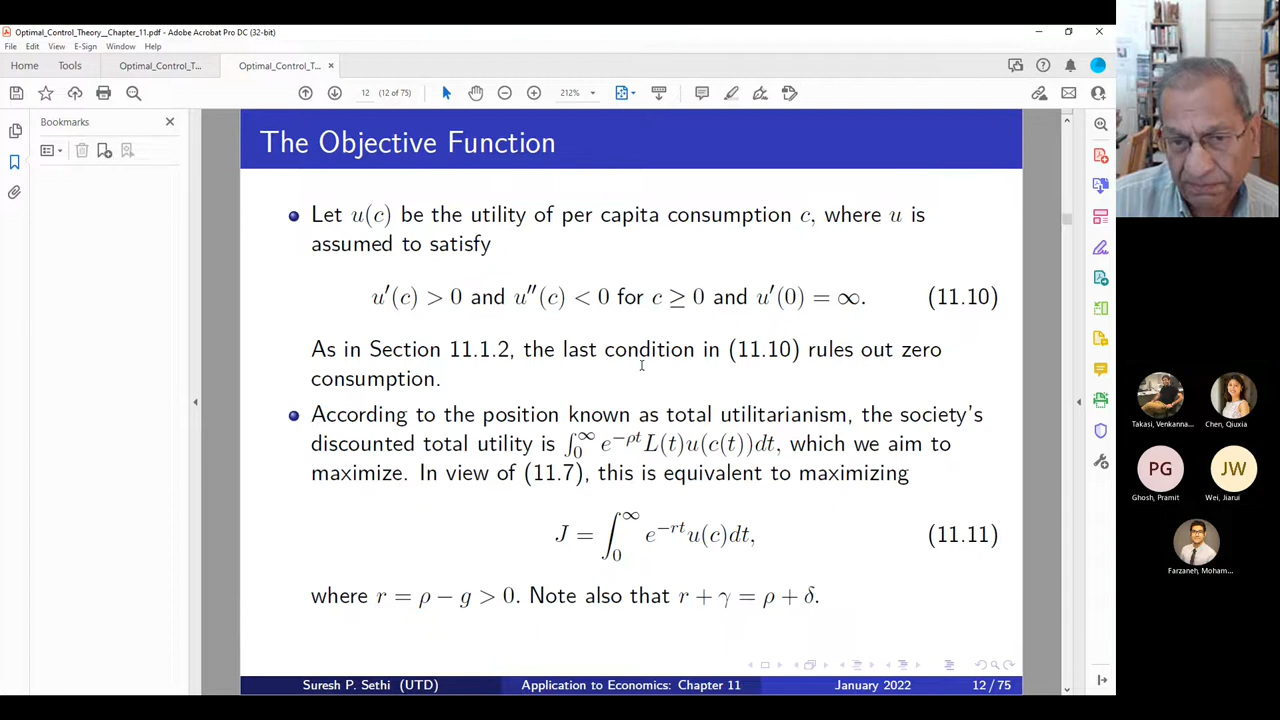 Optimal_Control_Theory__Chapter_11.pdf - Adobe Acrobat Pro DC (32-bit)
File Edit View E-Sign Window Help
Home Tools Optimal_Control_T... Optimal_Control_T... ×
12 (12 of 75) 212%
Bookmarks
The Objective Function
Let u(c) be the utility of per capita consumption c, where u is
assumed to satisfy
u′(c) > 0 and u″(c) < 0 for c ≥ 0 and u′(0) = ∞. (11.10)
As in Section 11.1.2, the last condition in (11.10) rules out zero
consumption.
According to the position known as total utilitarianism, the society's
discounted total utility is ∫₀^∞ e^{−ρt}L(t)u(c(t))dt, which we aim to
maximize. In view of (11.7), this is equivalent to maximizing
J = ∫₀^∞ e^{−rt}u(c)dt, (11.11)
where r = ρ − g > 0. Note also that r + γ = ρ + δ.
Suresh P. Sethi (UTD) Application to Economics: Chapter 11 January 2022 12 / 75
Takasi, Venkanna... Chen, Qiuxia
PG JW
Ghosh, Pramit Wei, Jiarui
Farzaneh, Moham...